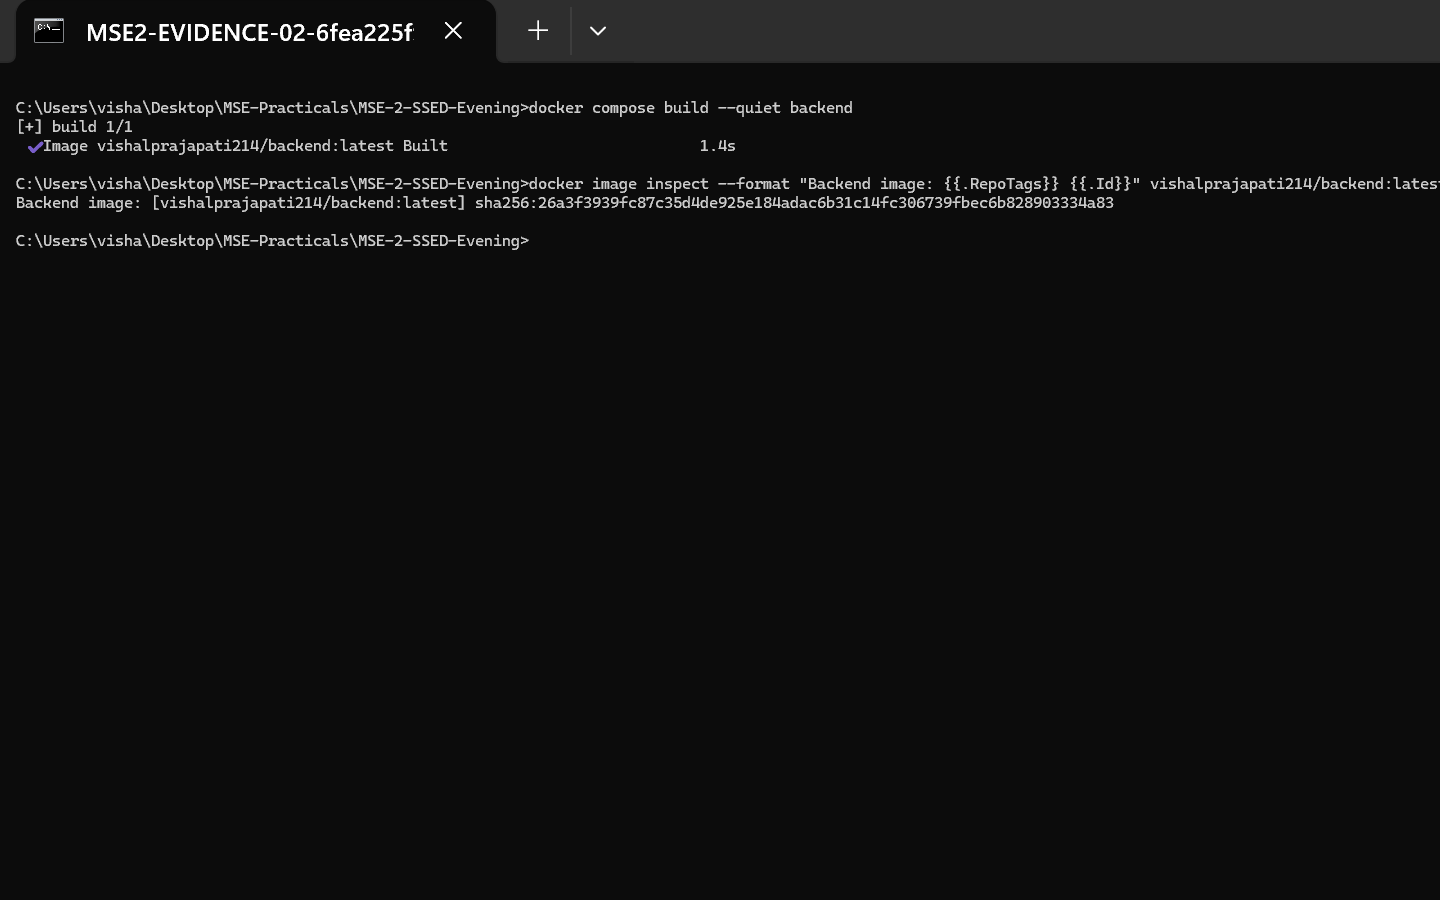 MSE2-EVIDENCE-02-6fea225f
C:\Users\visha\Desktop\MSE-Practicals\MSE-2-SSED-Evening>docker compose build --quiet backend
[+] build 1/1
✔Image vishalprajapati214/backend:latest Built 1.4s
C:\Users\visha\Desktop\MSE-Practicals\MSE-2-SSED-Evening>docker image inspect --format "Backend image: {{.RepoTags}} {{.Id}}" vishalprajapati214/backend:latest
Backend image: [vishalprajapati214/backend:latest] sha256:26a3f3939fc87c35d4de925e184adac6b31c14fc306739fbec6b828903334a83
C:\Users\visha\Desktop\MSE-Practicals\MSE-2-SSED-Evening>